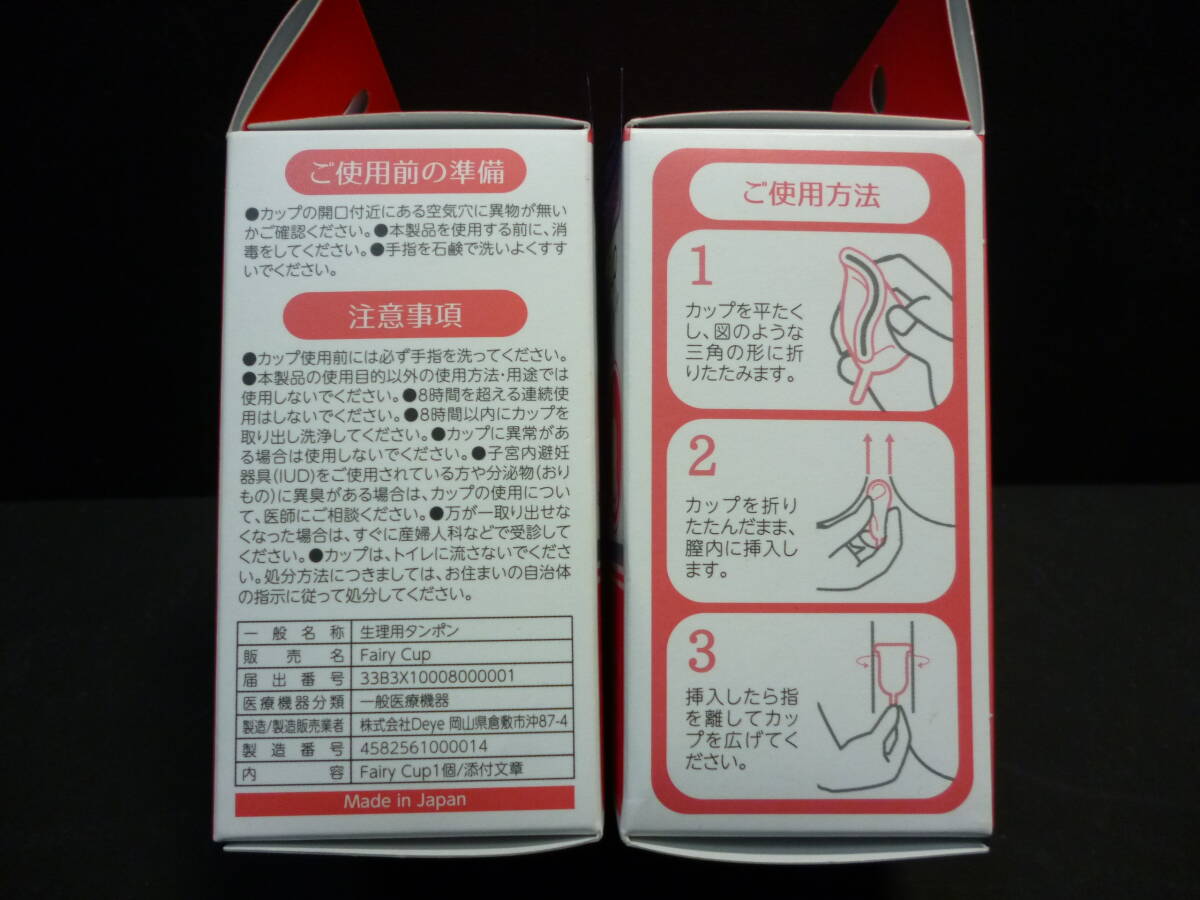 ご使用前の準備
●カップの開口付近にある空気穴に異物が無い
かご確認ください。●本製品を使用する前に、消
毒をしてください。●手指を石鹸で洗いよくすす
いでください。
注意事項
●カップ使用前には必ず手指を洗ってください。
●本製品の使用目的以外の使用方法・用途では
使用しないでください。●8時間を超える連続使
用はしないでください。●8時間以内にカップを
取り出し洗浄してください。●カップに異常があ
る場合は使用しないでください。●子宮内避妊
器具(IUD)をご使用されている方や分泌物(おり
もの)に異臭がある場合は、カップの使用につい
て、医師にご相談ください。●万が一取り出せな
くなった場合は、すぐに産婦人科などで受診して
ください。●カップは、トイレに流さないでくださ
い。処分方法につきましては、お住まいの自治体
の指示に従って処分してください。
一般名称 生理用タンポン
販売名 Fairy Cup
届出番号 33B3X10008000001
医療機器分類 一般医療機器
製造/製造販売業者 株式会社Deye 岡山県倉敷市沖87-4
製造番号 4582561000014
内容 Fairy Cup1個/添付文章
Made in Japan
ご使用方法
1
カップを平たく
し、図のような
三角の形に折
りたたみます。
2
カップを折り
たたんだまま、
膣内に挿入し
ます。
3
挿入したら指
を離してカッ
プを広げてく
ださい。